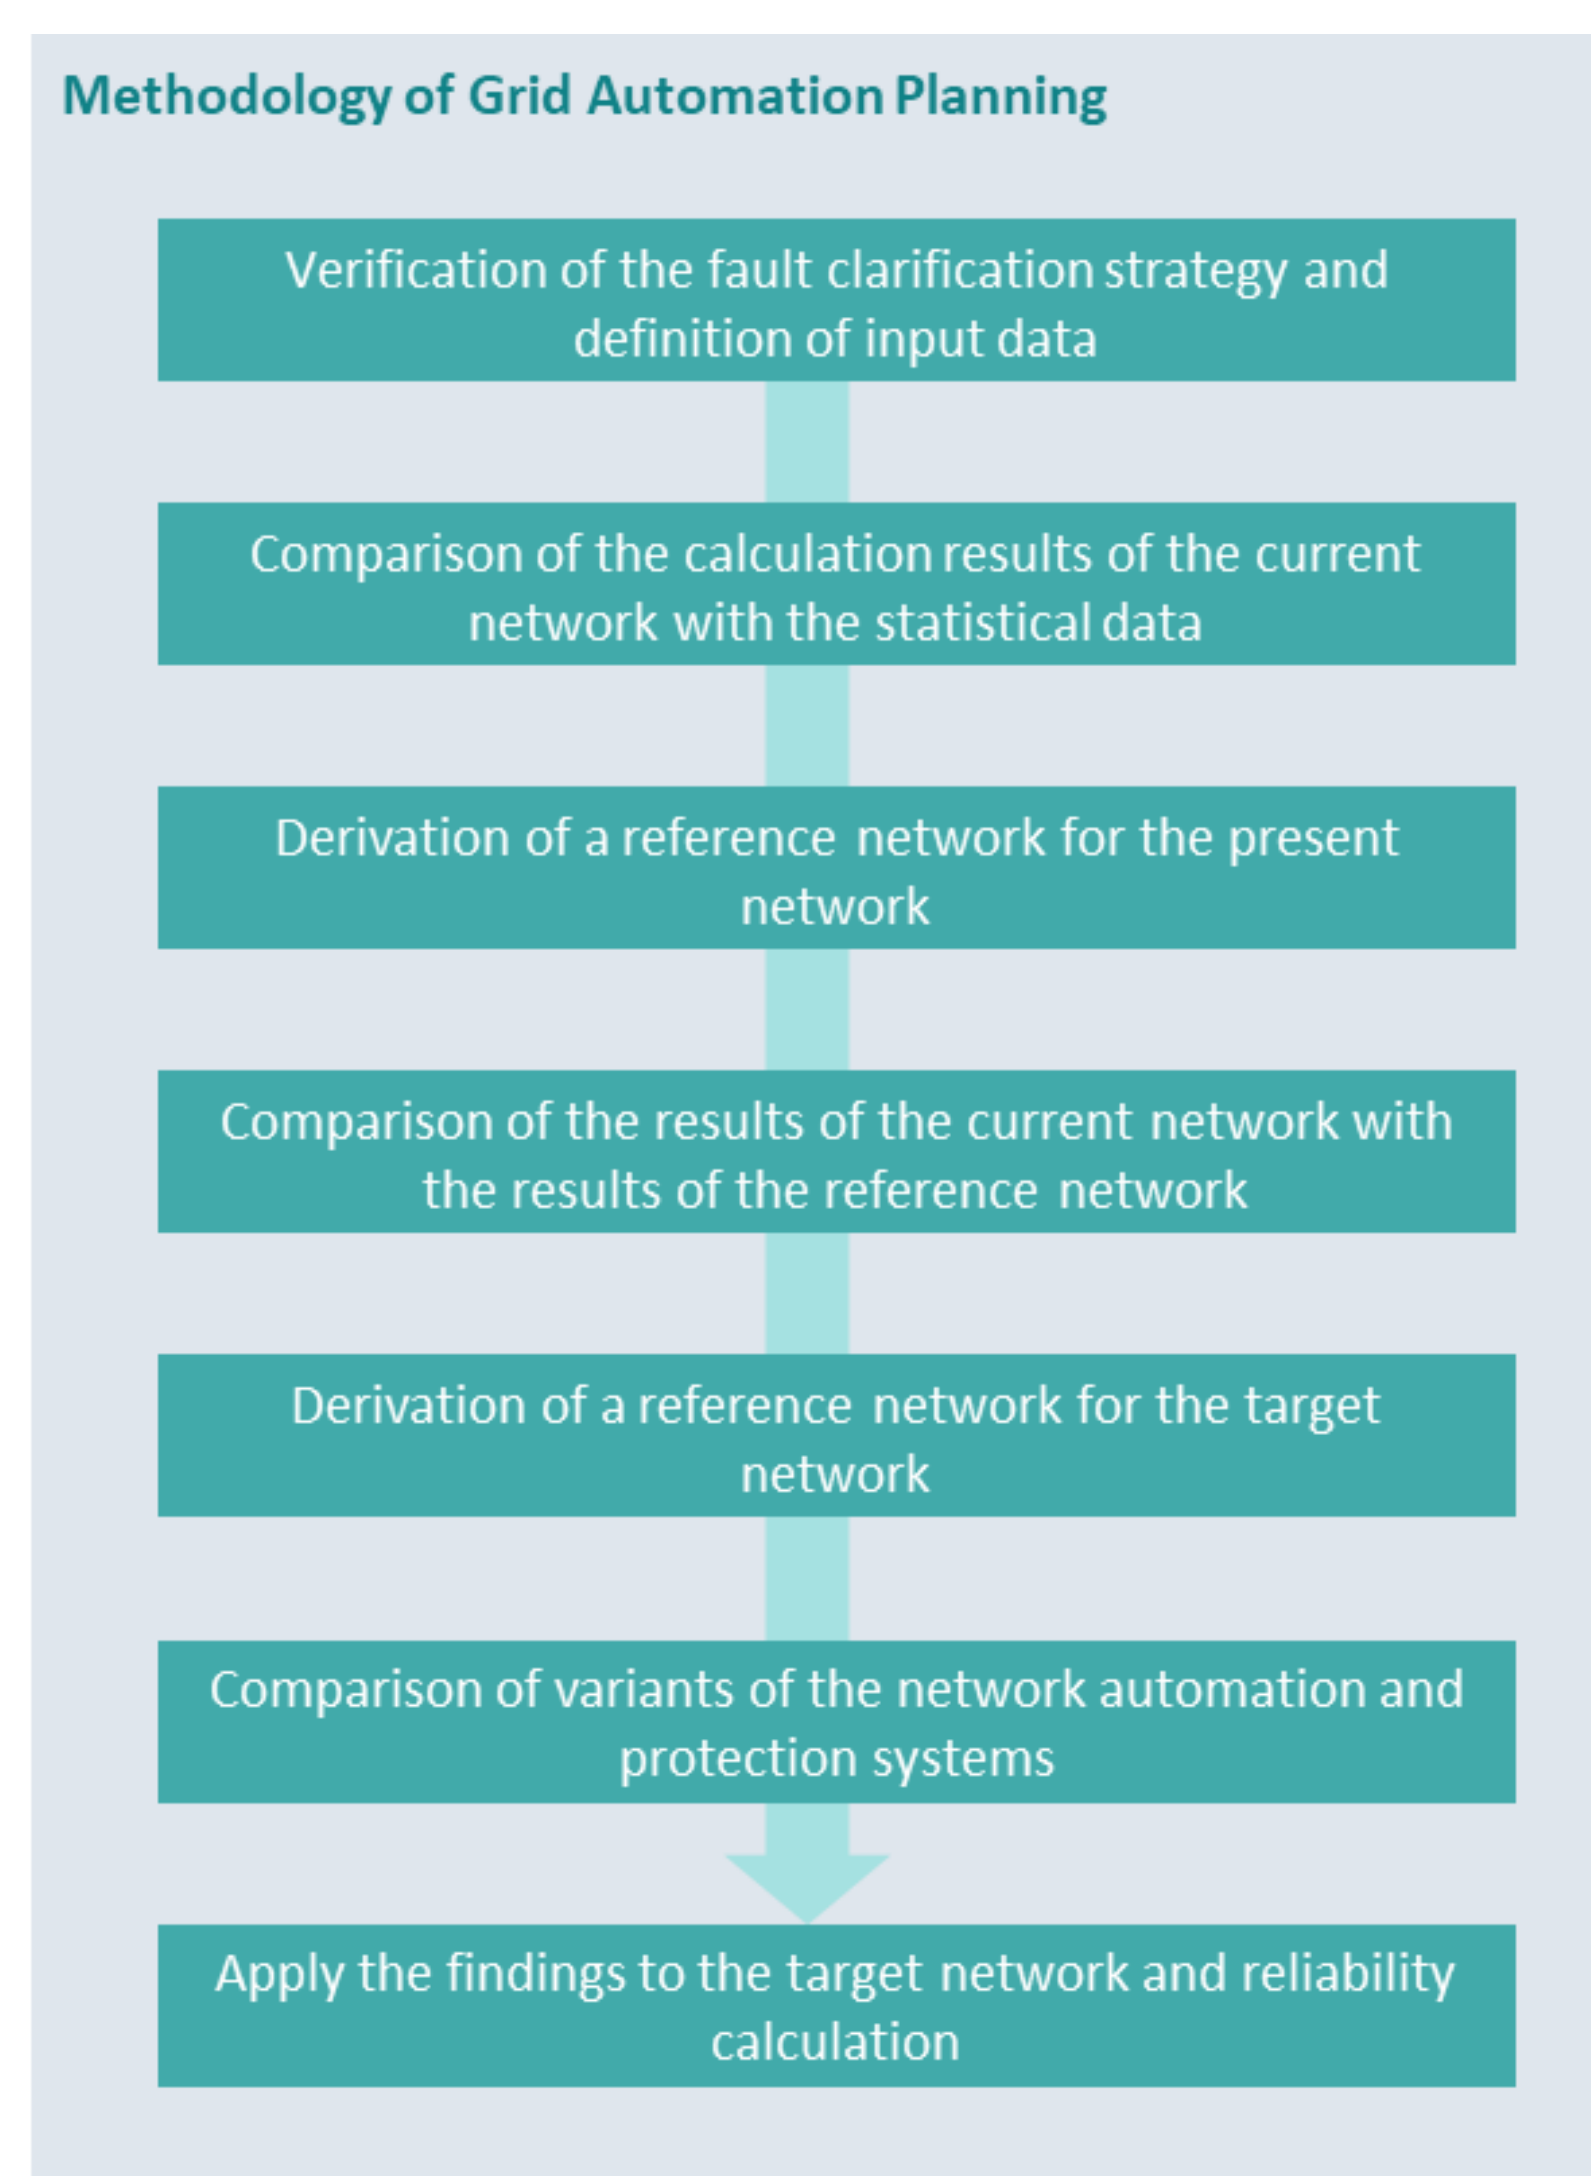 Methodology of Grid Automation Planning
Verification of the fault clarification strategy and
definition of input data
Comparison of the calculation results of the current
network with the statistical data
Derivation of a reference network for the present
network
Comparison of the results of the current network with
the results of the reference network
Derivation of a reference network for the target
network
Comparison of variants of the network automation and
protection systems
Apply the findings to the target network and reliability
calculation